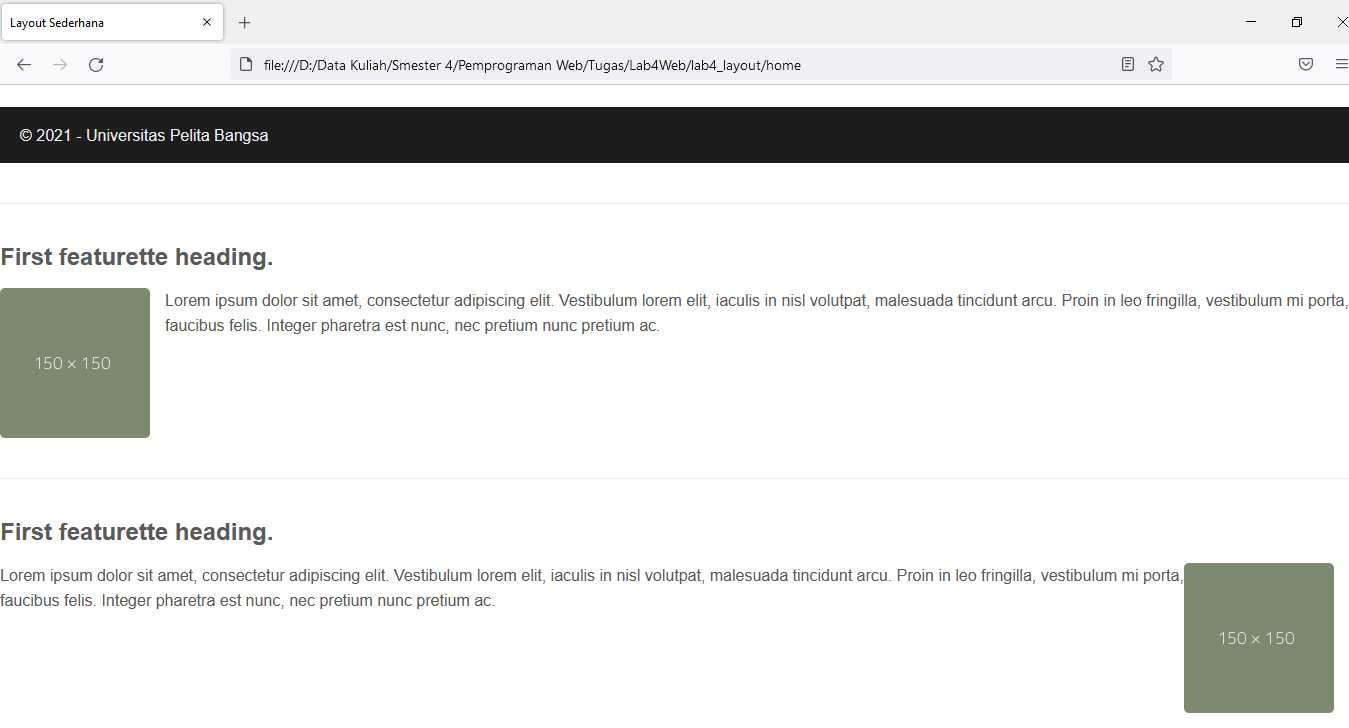 Layout Sederhana
file:///D:/Data Kuliah/Smester 4/Pemprograman Web/Tugas/Lab4Web/lab4_layout/home
© 2021 - Universitas Pelita Bangsa
First featurette heading.
Lorem ipsum dolor sit amet, consectetur adipiscing elit. Vestibulum lorem elit, iaculis in nisl volutpat, malesuada tincidunt arcu. Proin in leo fringilla, vestibulum mi porta,
faucibus felis. Integer pharetra est nunc, nec pretium nunc pretium ac.
150 × 150
First featurette heading.
Lorem ipsum dolor sit amet, consectetur adipiscing elit. Vestibulum lorem elit, iaculis in nisl volutpat, malesuada tincidunt arcu. Proin in leo fringilla, vestibulum mi porta,
faucibus felis. Integer pharetra est nunc, nec pretium nunc pretium ac.
150 × 150